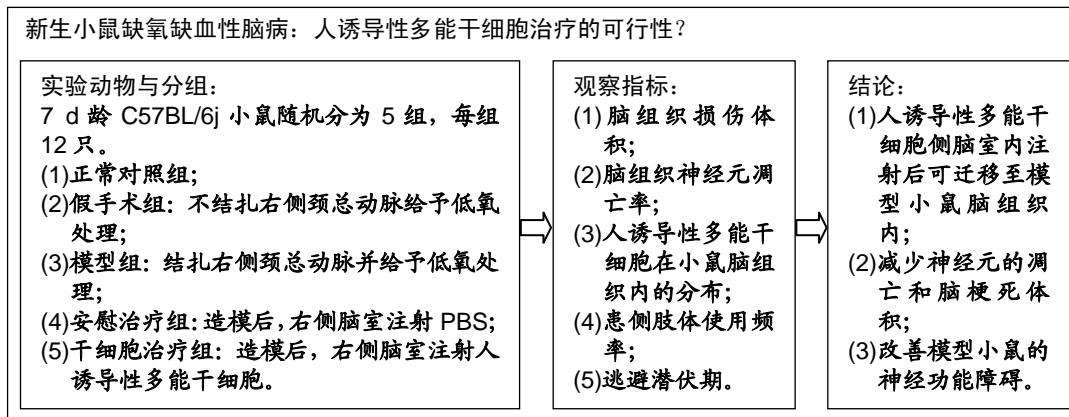 新生小鼠缺氧缺血性脑病：人诱导性多能干细胞治疗的可行性？
实验动物与分组：
7 d 龄 C57BL/6j 小鼠随机分为 5 组，每组
12 只。
(1)正常对照组；
(2)假手术组：不结扎右侧颈总动脉给予低氧
处理；
(3)模型组：结扎右侧颈总动脉并给予低氧处
理；
(4)安慰治疗组：造模后，右侧脑室注射 PBS；
(5)干细胞治疗组：造模后，右侧脑室注射人
诱导性多能干细胞。
观察指标：
(1)脑组织损伤体
积；
(2)脑组织神经元凋
亡率；
(3)人诱导性多能干
细胞在小鼠脑组
织内的分布；
(4)患侧肢体使用频
率；
(5)逃避潜伏期。
结论：
(1)人诱导性多能干
细胞侧脑室内注
射后可迁移至模
型小鼠脑组织
内；
(2)减少神经元的凋
亡和脑梗死体
积；
(3)改善模型小鼠的
神经功能障碍。